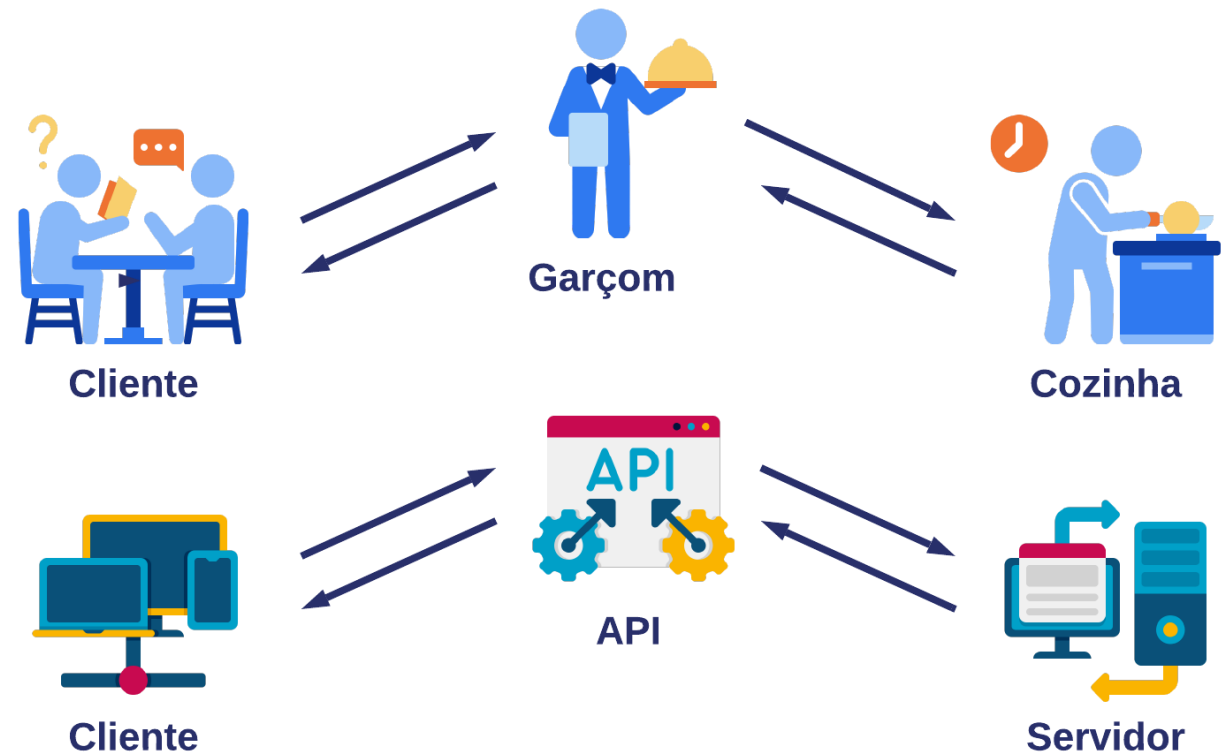 Garçom
Cliente
Cozinha
API
API
Cliente
Servidor